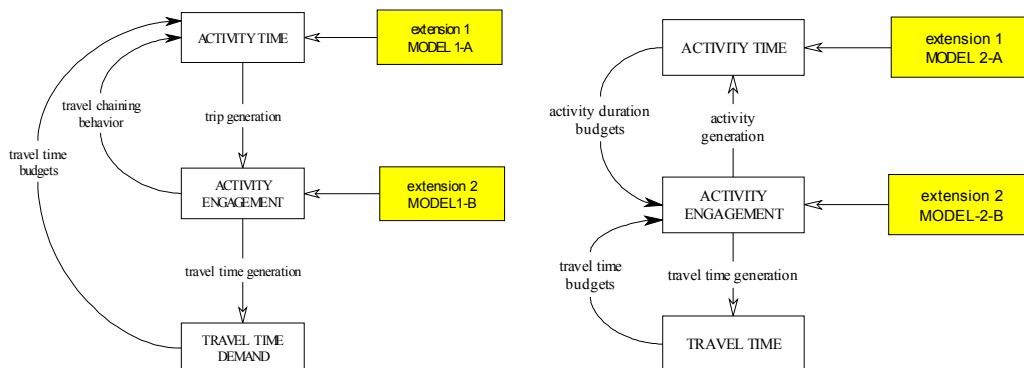 ACTIVITY TIME
extension 1
MODEL 1-A
travel chaining
behavior
trip generation
travel time
budgets
ACTIVITY
ENGAGEMENT
extension 2
MODEL1-B
travel time generation
TRAVEL TIME
DEMAND
ACTIVITY TIME
extension 1
MODEL 2-A
activity duration
budgets
activity
generation
ACTIVITY
ENGAGEMENT
extension 2
MODEL-2-B
travel time
budgets
travel time generation
TRAVEL TIME